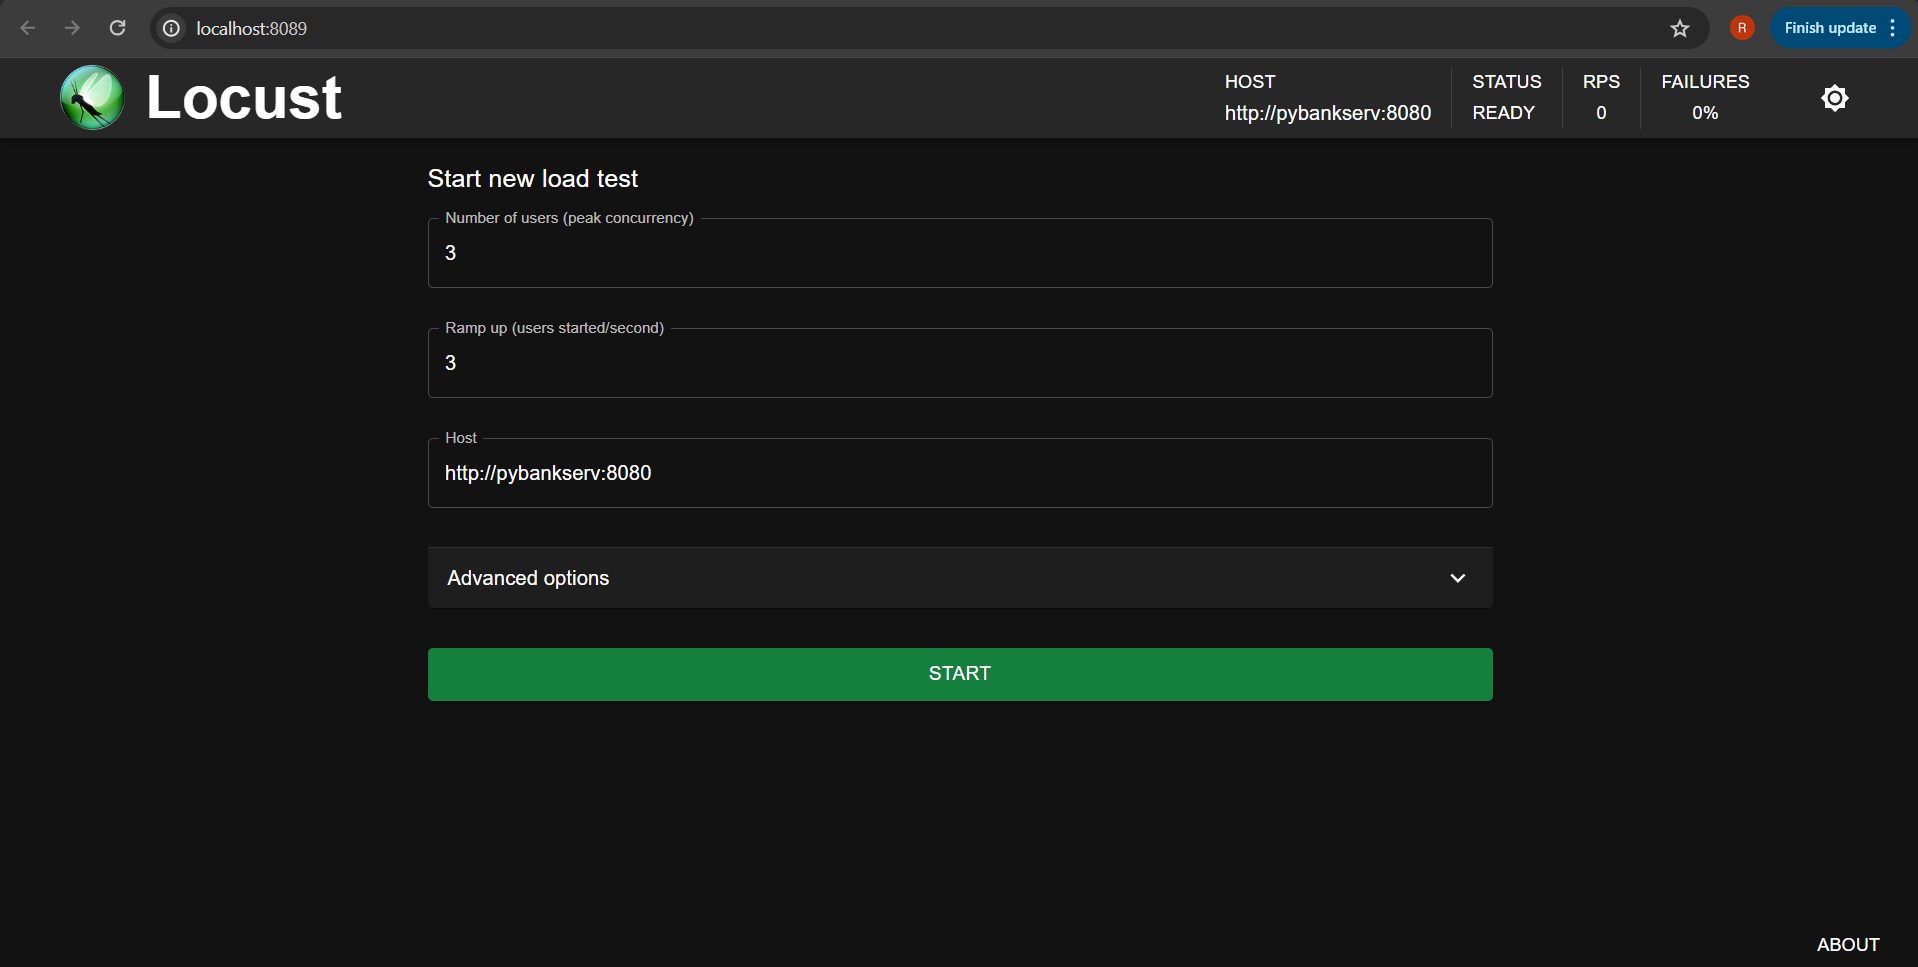 localhost:8089
R
Finish update
Locust
HOST
http://pybankserv:8080
STATUS
READY
RPS
0
FAILURES
0%
Start new load test
Number of users (peak concurrency)
3
Ramp up (users started/second)
3
Host
http://pybankserv:8080
Advanced options
START
ABOUT